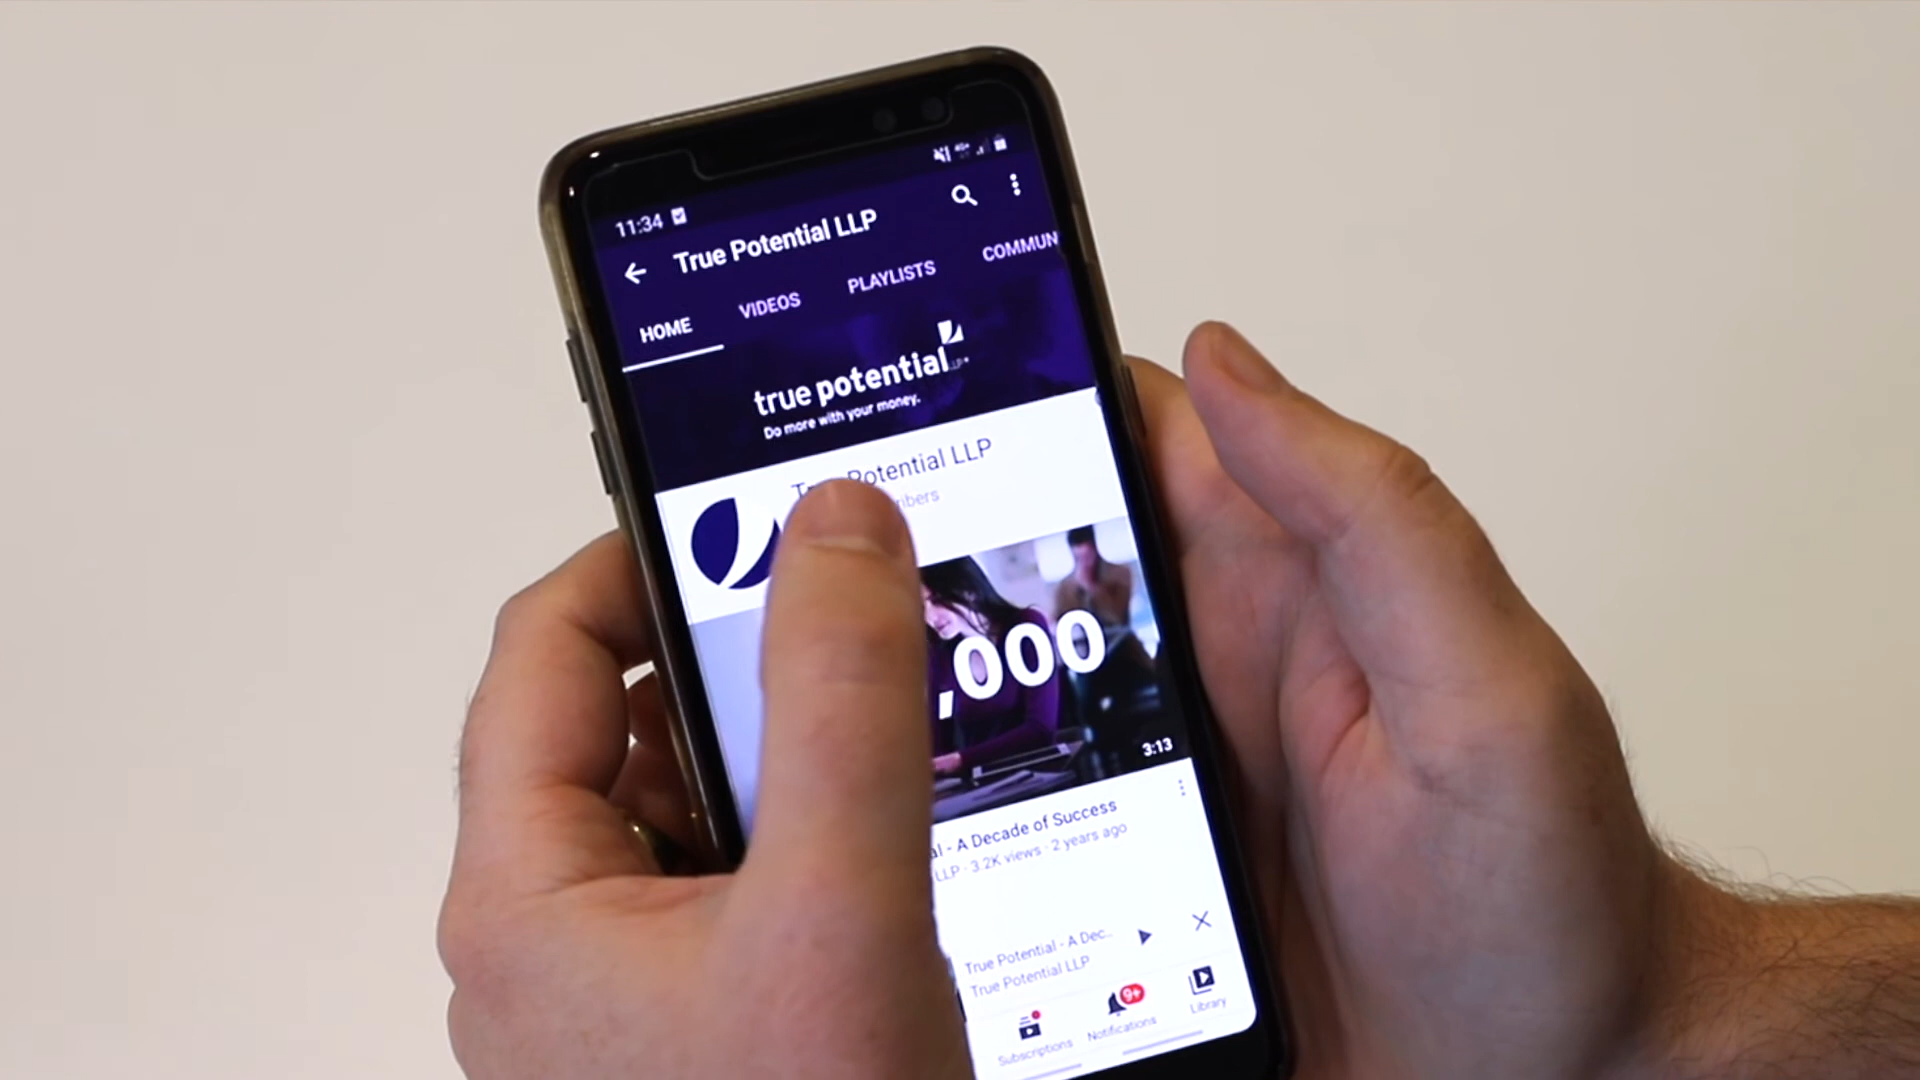 11:34
True Potential LLP
HOME VIDEOS PLAYLISTS COMMUN
true potential
Do more with your money.
Potential LLP
,000
3:13
- A Decade of Success
LLP · 3.2K views · 2 years ago
True Potential - A Dec...
True Potential LLP
Subscriptions
9+
Notifications
Library